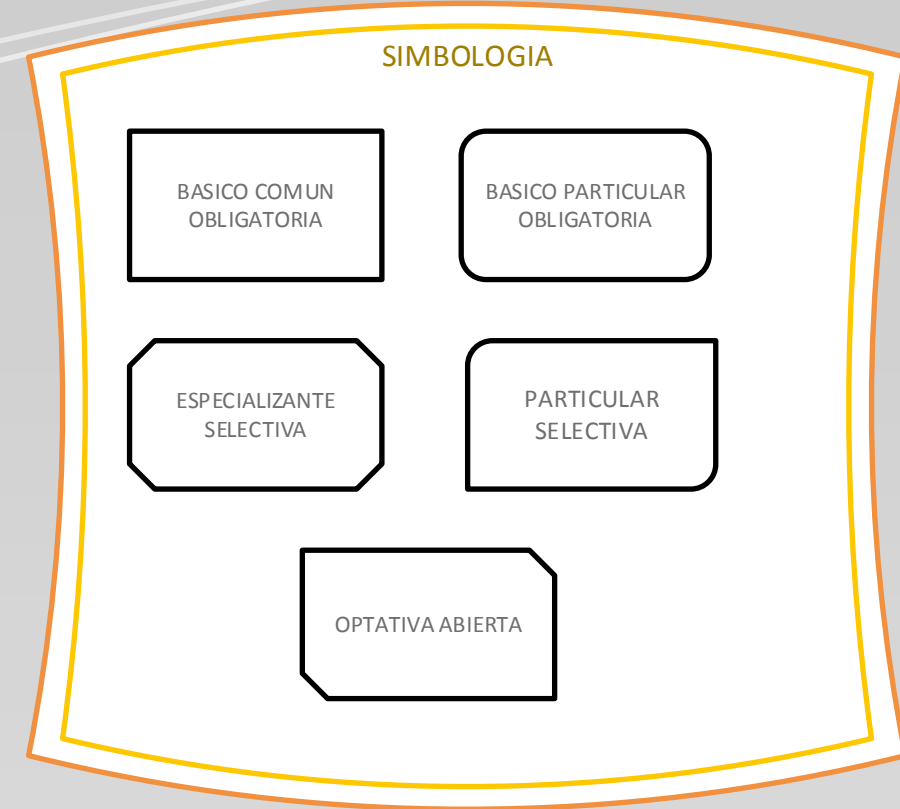 SIMBOLOGIA
BASICO COMUN
OBLIGATORIA
BASICO PARTICULAR
OBLIGATORIA
ESPECIALIZANTE
SELECTIVA
PARTICULAR
SELECTIVA
OPTATIVA ABIERTA